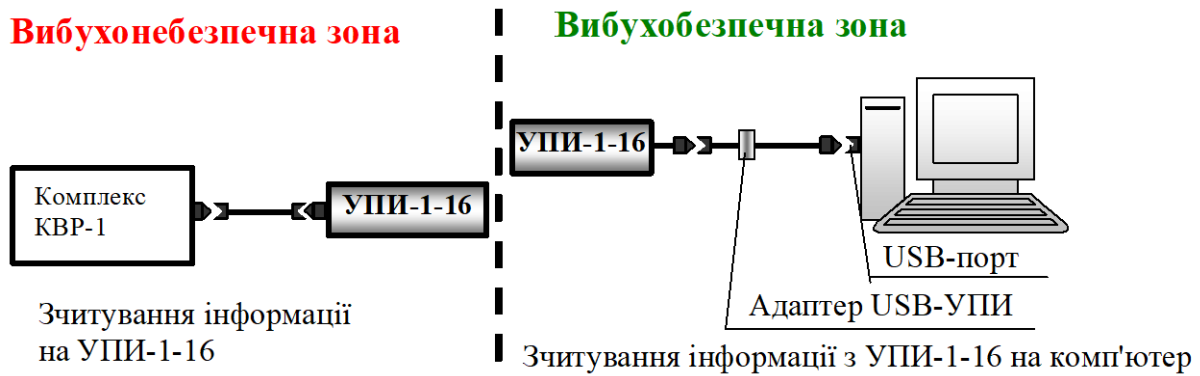 Вибухонебезпечна зона
Вибухобезпечна зона
УПИ-1-16
Комплекс
КВР-1
УПИ-1-16
USB-порт
Адаптер USB-УПИ
Зчитування інформації
на УПИ-1-16
Зчитування інформації з УПИ-1-16 на комп'ютер